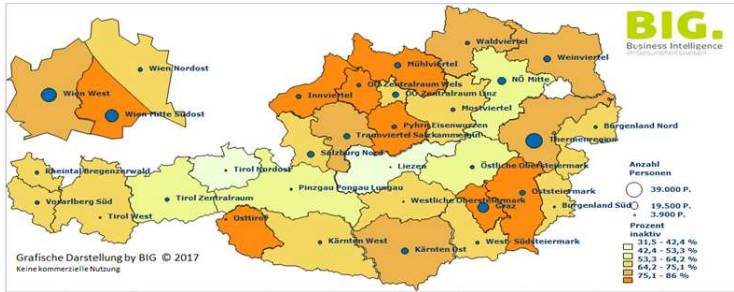 BIG.
Business Intelligence
im Gesundheitswesen
Wien Nordost
Wien West
Wien Mitte Südost
Waldviertel
Weinviertel
Mühlviertel
NÖ Mitte
OÖ Zentralraum Wels
OÖ Zentralraum Linz
Innviertel
Mostviertel
Pyhrn Eisenwurzen
Traunviertel Salzkammergut
Thermenregion
Burgenland Nord
Salzburg Nord
Rheintal Bregenzerwald
Tirol Nordost
Liezen
Östliche Obersteiermark
Pinzgau Pongau Lungau
Vorarlberg Süd
Tirol Zentralraum
Tirol West
Westliche Obersteiermark
Oststeiermark
Graz
Burgenland Süd
Osttirol
Kärnten West
Kärnten Ost
West- Südsteiermark
Anzahl
Personen
39.000 P.
19.500 P.
3.900 P.
Prozent
inaktiv
31,5 - 42,4 %
42,4 - 53,3 %
53,3 - 64,2 %
64,2 - 75,1 %
75,1 - 86 %
Grafische Darstellung by BIG © 2017
Keine kommerzielle Nutzung